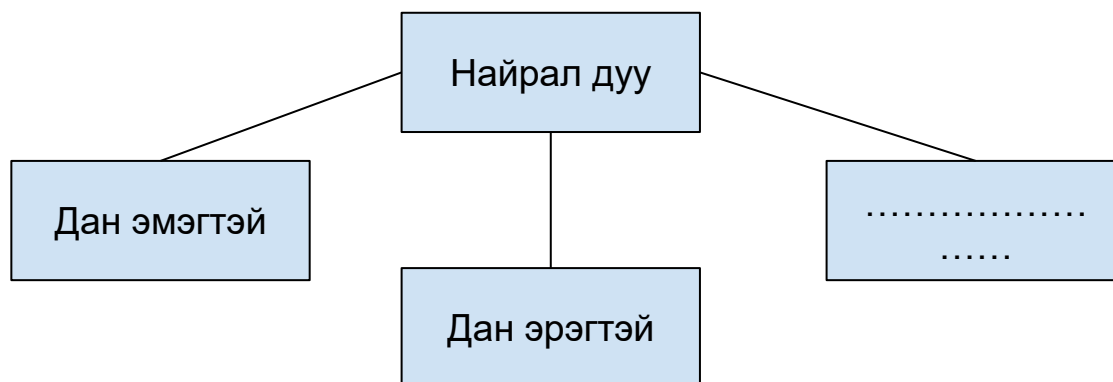 Найрал дуу
Дан эмэгтэй
..................
......
Дан эрэгтэй